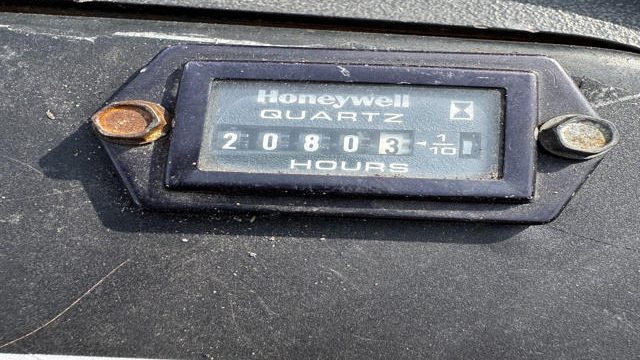 Honeywell
QUARTZ
20803 ◄ 1/10
HOURS